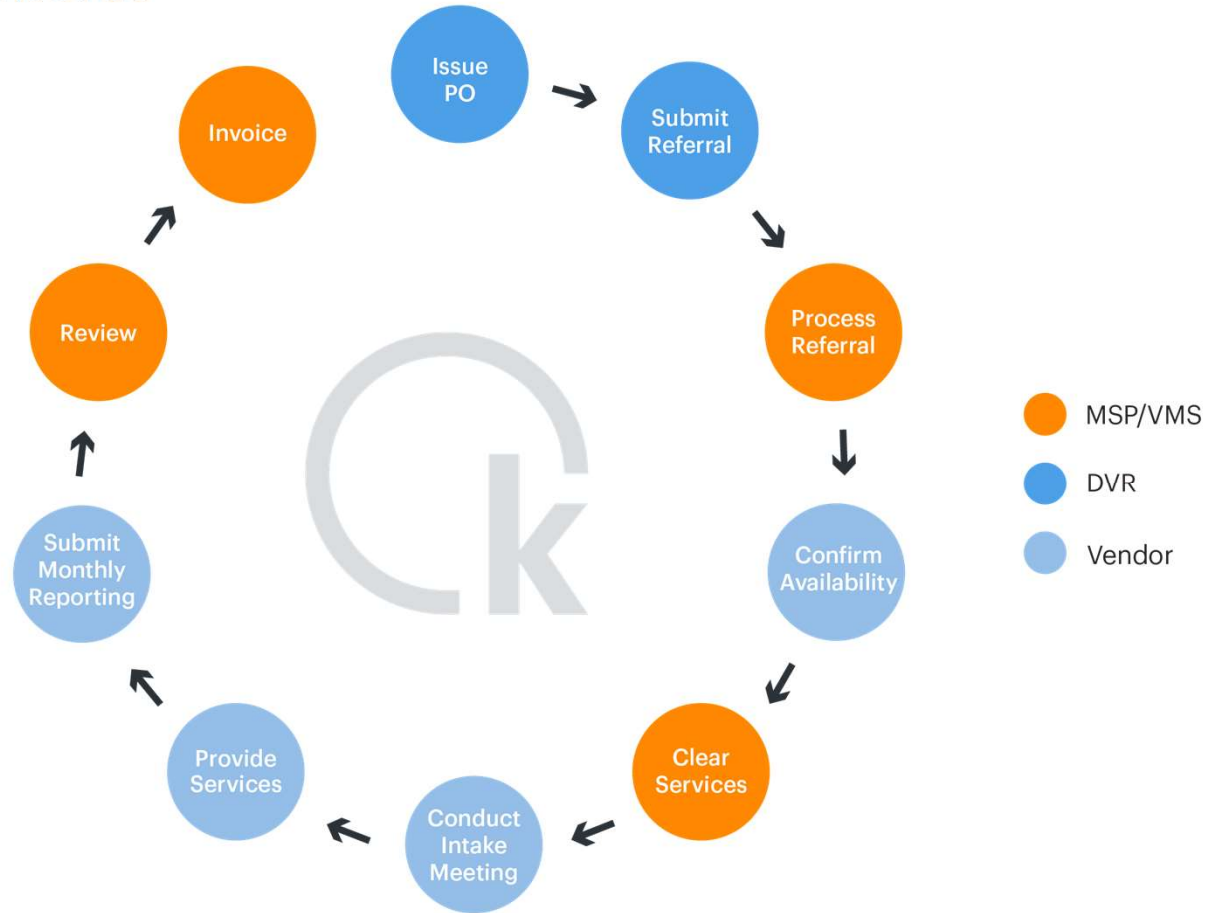 Issue
PO
Submit
Referral
Process
Referral
Confirm
Availability
Clear
Services
Conduct
Intake
Meeting
Provide
Services
Submit
Monthly
Reporting
Review
Invoice
k
MSP/VMS
DVR
Vendor